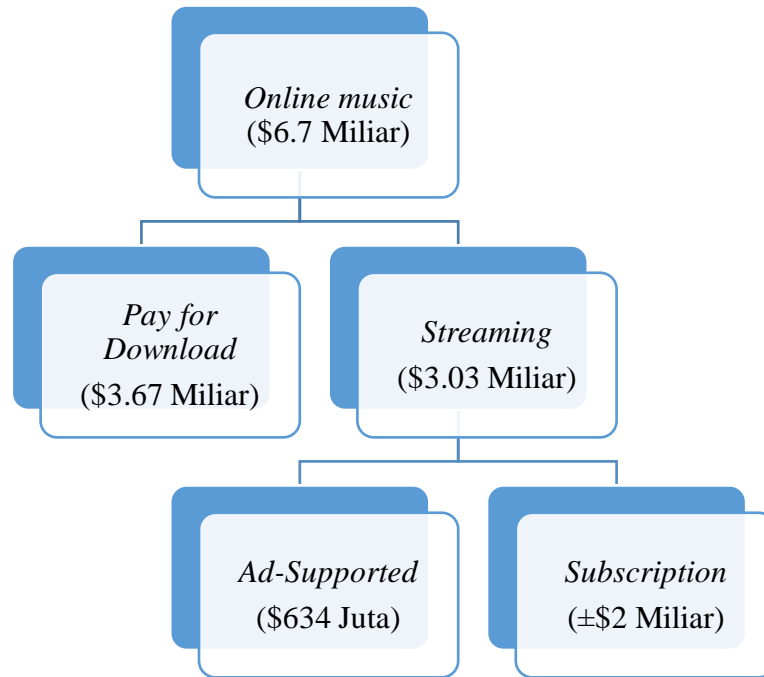 Online music
($6.7 Miliar)
Pay for
Download
($3.67 Miliar)
Streaming
($3.03 Miliar)
Ad-Supported
($634 Juta)
Subscription
(±$2 Miliar)